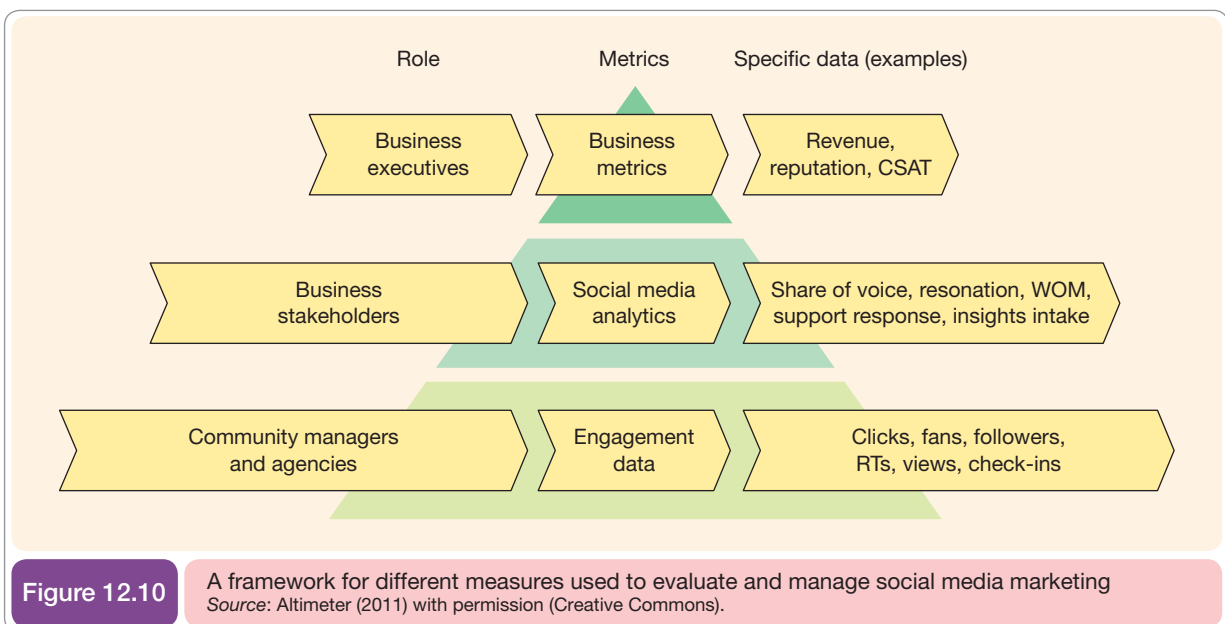 Role
Metrics
Specific data (examples)
Business
executives
Business
metrics
Revenue,
reputation, CSAT
Business
stakeholders
Social media
analytics
Share of voice, resonation, WOM,
support response, insights intake
Community managers
and agencies
Engagement
data
Clicks, fans, followers,
RTs, views, check-ins
Figure 12.10
A framework for different measures used to evaluate and manage social media marketing
Source: Altimeter (2011) with permission (Creative Commons).